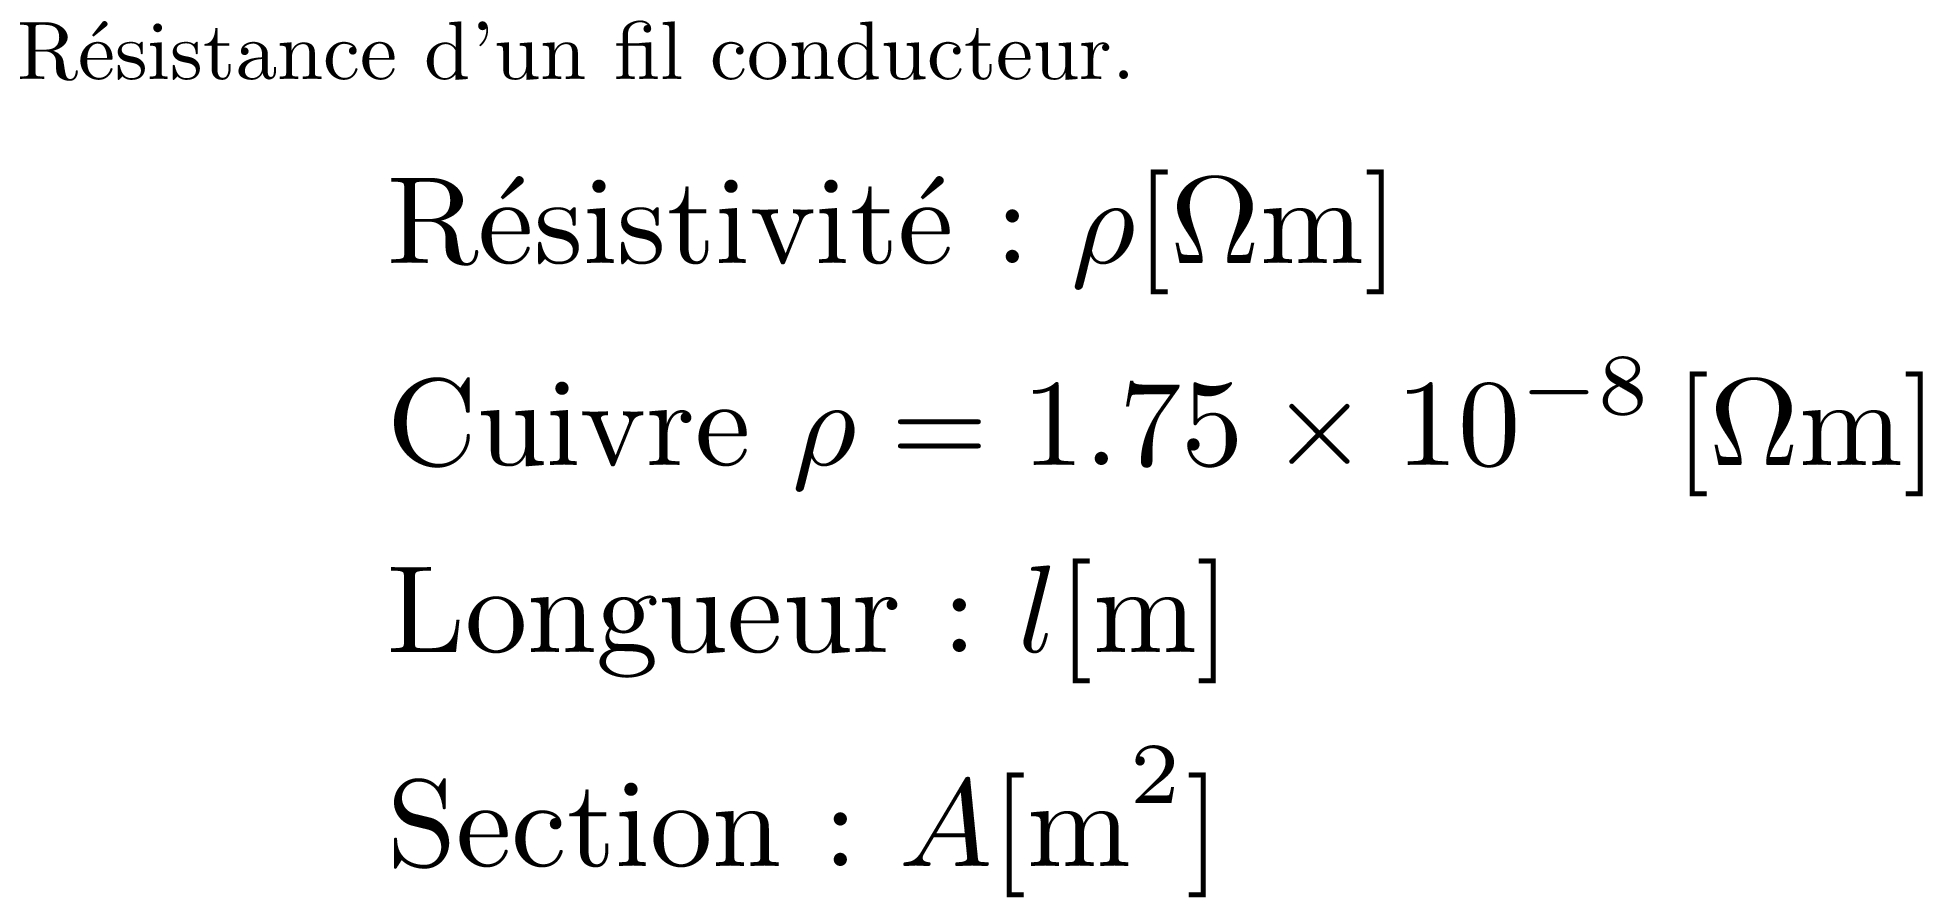 Résistance d'un fil conducteur.
Résistivité : ρ[Ωm]
Cuivre ρ = 1.75 × 10⁻⁸ [Ωm]
Longueur : l[m]
Section : A[m²]